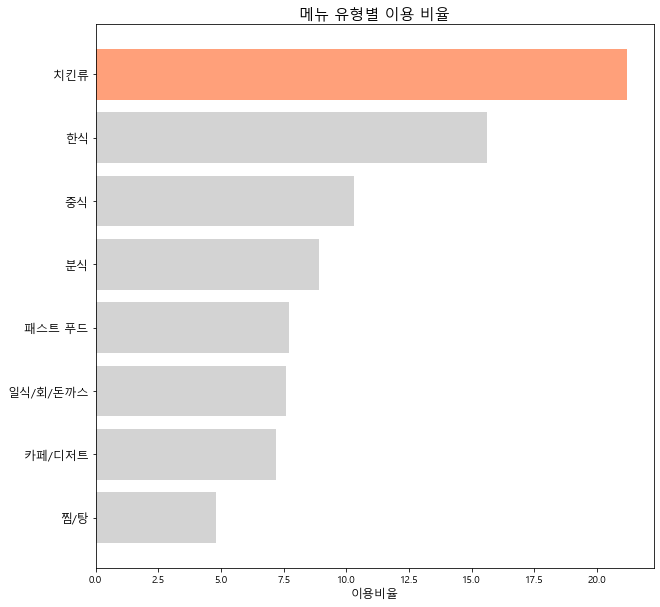 메뉴 유형별 이용 비율
치킨류
한식
중식
분식
패스트 푸드
일식/회/돈까스
카페/디저트
찜/탕
0.0 2.5 5.0 7.5 10.0 12.5 15.0 17.5 20.0
이용비율